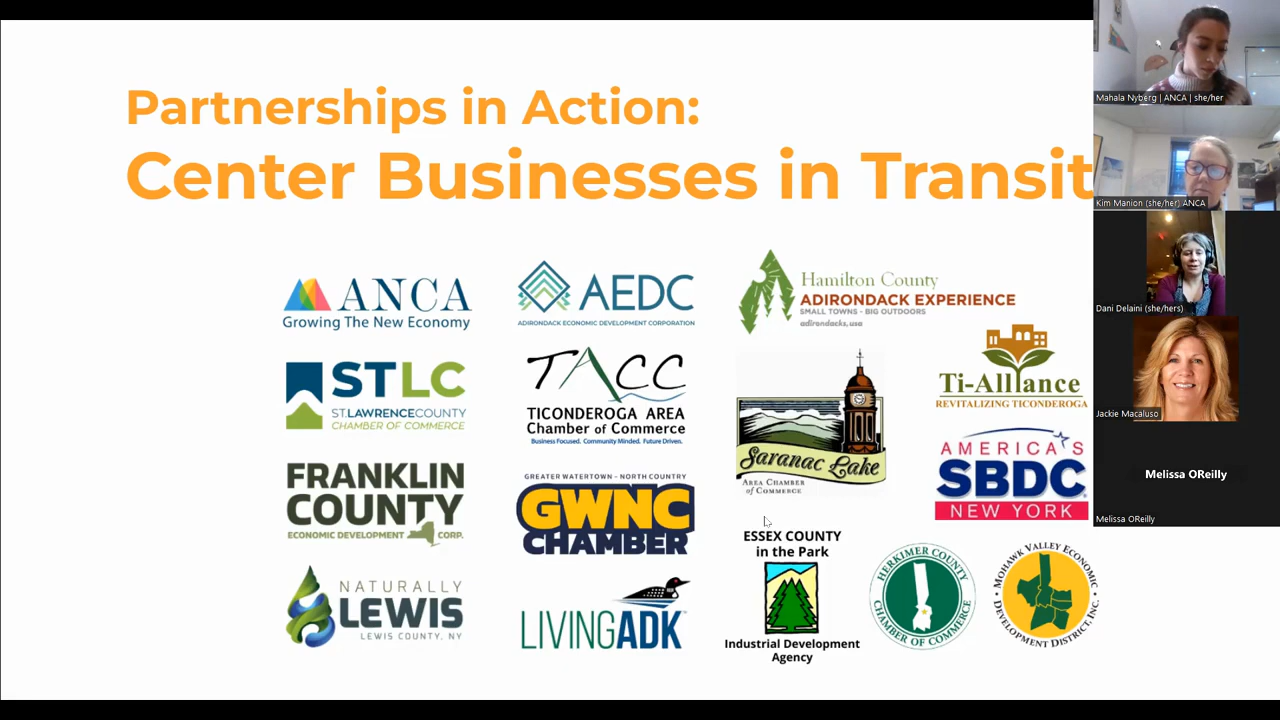 Partnerships in Action:
Center Businesses in Transit
ANCA
Growing The New Economy
AEDC
ADIRONDACK ECONOMIC DEVELOPMENT CORPORATION
Hamilton County
ADIRONDACK EXPERIENCE
SMALL TOWNS - BIG OUTDOORS
adirondacks, usa
STLC
ST.LAWRENCECOUNTY
CHAMBER OF COMMERCE
TACC
TICONDEROGA AREA
Chamber of Commerce
Business Focused. Community Minded. Future Driven.
Saranac Lake
AREA CHAMBER
of COMMERCE
Ti-Alliance
REVITALIZING TICONDEROGA
AMERICA'S
SBDC
NEW YORK
FRANKLIN
COUNTY
ECONOMIC DEVELOPMENT CORP.
GREATER WATERTOWN - NORTH COUNTRY
GWNC
CHAMBER
ESSEX COUNTY
in the Park
Industrial Development
Agency
NATURALLY
LEWIS
LEWIS COUNTY, NY
LIVINGADK
HERKIMER COUNTY
CHAMBER OF COMMERCE
MOHAWK VALLEY ECONOMIC
DEVELOPMENT DISTRICT, INC.
Mahala Nyberg | ANCA | she/her
Kim Manion (she/her) ANCA
Dani Delaini (she/hers)
Jackie Macaluso
Melissa OReilly
Melissa OReilly